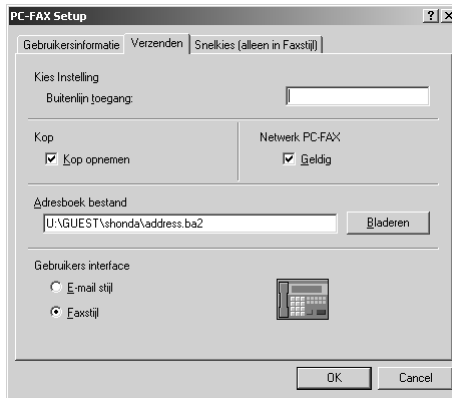 PC-FAX Setup
Gebruikersinformatie Verzenden Snelkies (alleen in Faxstijl)
Kies Instelling
Buitenlijn toegang:
Kop Netwerk PC-FAX
Kop opnemen Geldig
Adresboek bestand
U:\GUEST\shonda\address.ba2 Bladeren
Gebruikers interface
E-mail stijl
Faxstijl
OK Cancel